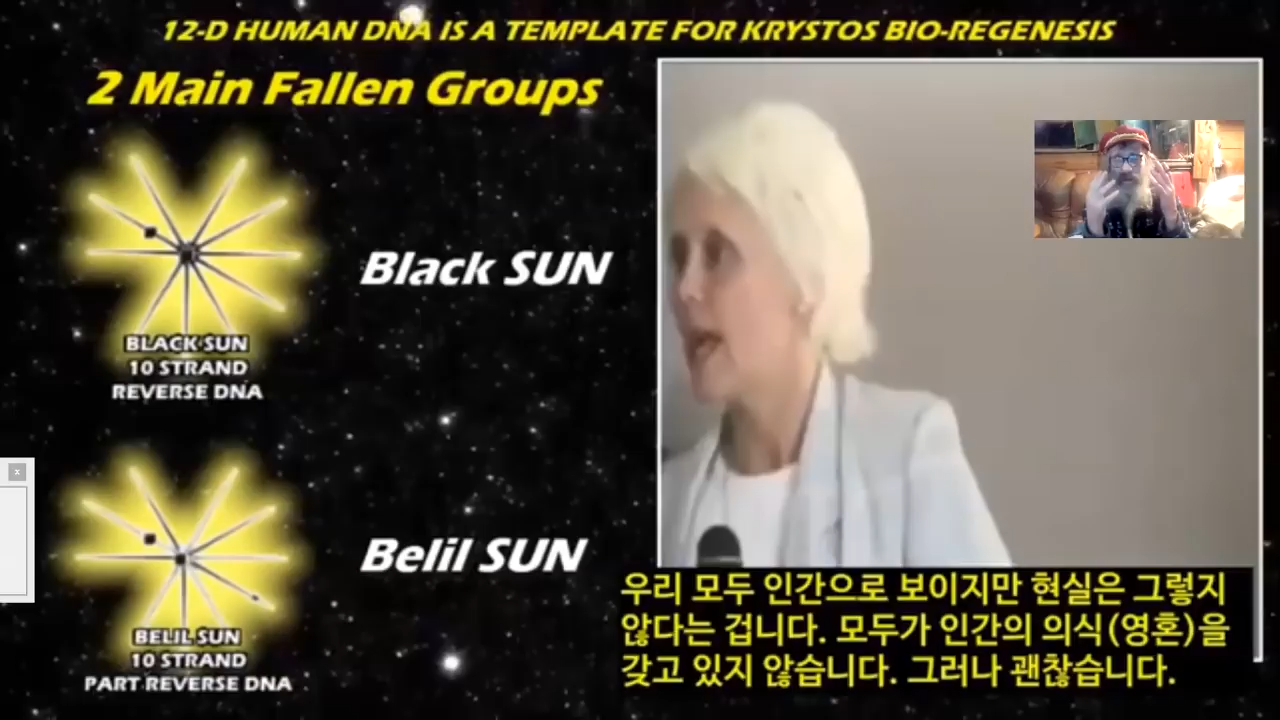 12-D HUMAN DNA IS A TEMPLATE FOR KRYSTOS BIO-REGENESIS
2 Main Fallen Groups
Black SUN
BLACK SUN
10 STRAND
REVERSE DNA
Belil SUN
BELIL SUN
10 STRAND
PART REVERSE DNA
우리 모두 인간으로 보이지만 현실은 그렇지
않다는 겁니다. 모두가 인간의 의식(영혼)을
갖고 있지 않습니다. 그러나 괜찮습니다.
x